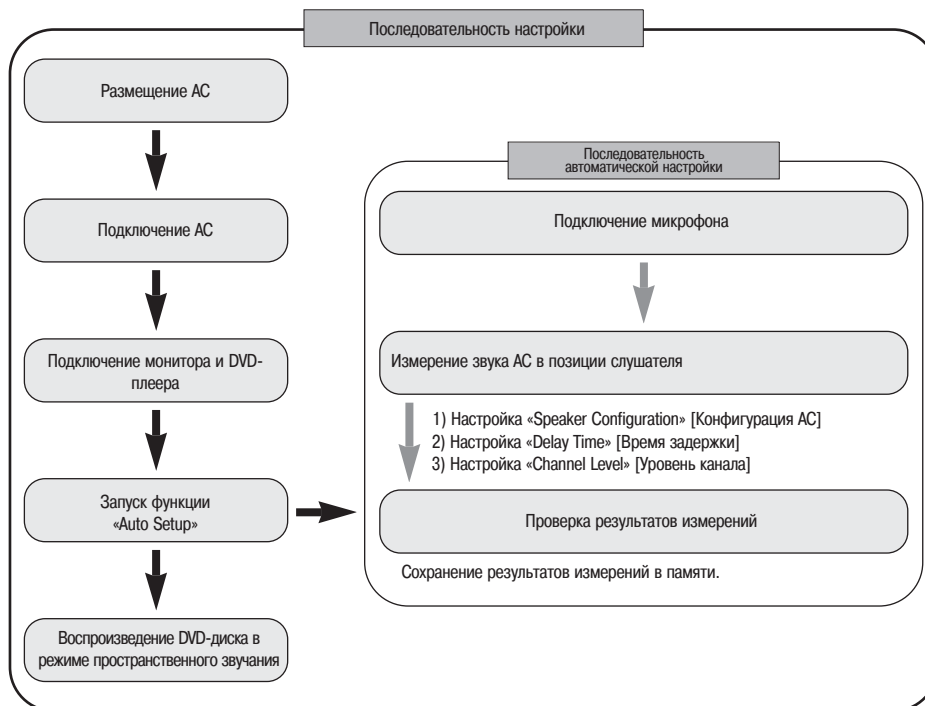 Последовательность настройки
Размещение АС
Подключение АС
Подключение монитора и DVD-
плеера
Запуск функции
«Auto Setup»
Воспроизведение DVD-диска в
режиме пространственного звучания
Последовательность
автоматической настройки
Подключение микрофона
Измерение звука АС в позиции слушателя
1) Настройка «Speaker Configuration» [Конфигурация АС]
2) Настройка «Delay Time» [Время задержки]
3) Настройка «Channel Level» [Уровень канала]
Проверка результатов измерений
Сохранение результатов измерений в памяти.